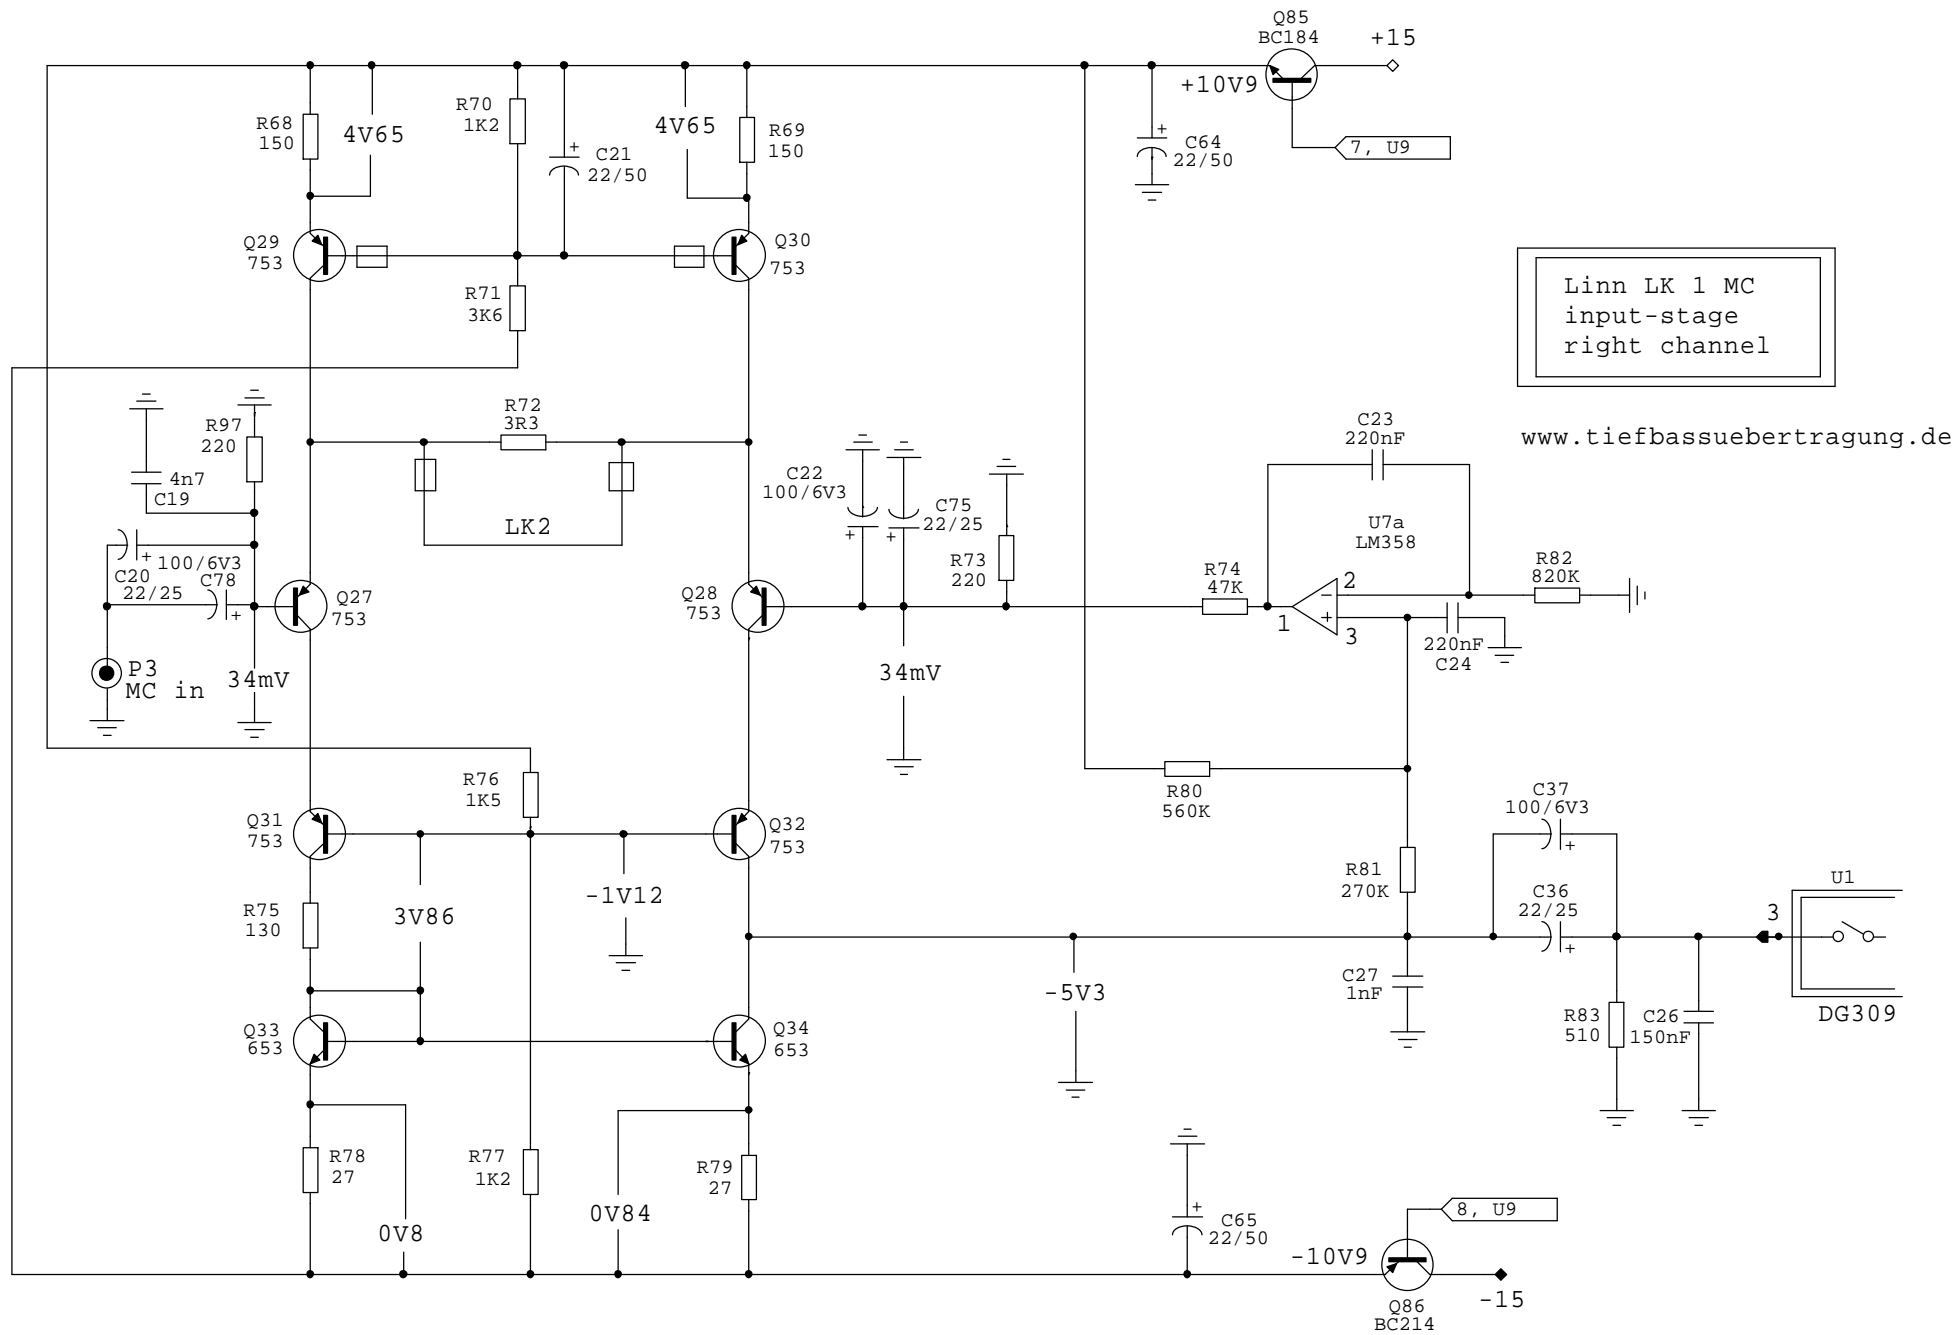 Q85
BC184
+15
+10V9
7, U9
R68
150
4V65
R70
1K2
C21
22/50
4V65
R69
150
+
+
C64
22/50
Q29
753
Q30
753
R71
3K6
Linn LK 1 MC
input-stage
right channel
www.tiefbassuebertragung.de
R97
220
4n7
C19
R72
3R3
LK2
C22
100/6V3
C75
22/25
+
+
R73
220
C23
220nF
U7a
LM358
R74
47K
R82
820K
2
-
+
1
3
220nF
C24
+
100/6V3
C20
22/25
C78
+
Q27
753
Q28
753
P3
MC in
34mV
34mV
R76
1K5
R80
560K
C37
100/6V3
+
Q31
753
Q32
753
-1V12
3V86
R75
130
R81
270K
C36
22/25
+
U1
3
DG309
-5V3
C27
1nF
Q33
653
Q34
653
R83
510
C26
150nF
R78
27
R77
1K2
R79
27
0V8
0V84
+
C65
22/50
8, U9
-10V9
-15
Q86
BC214